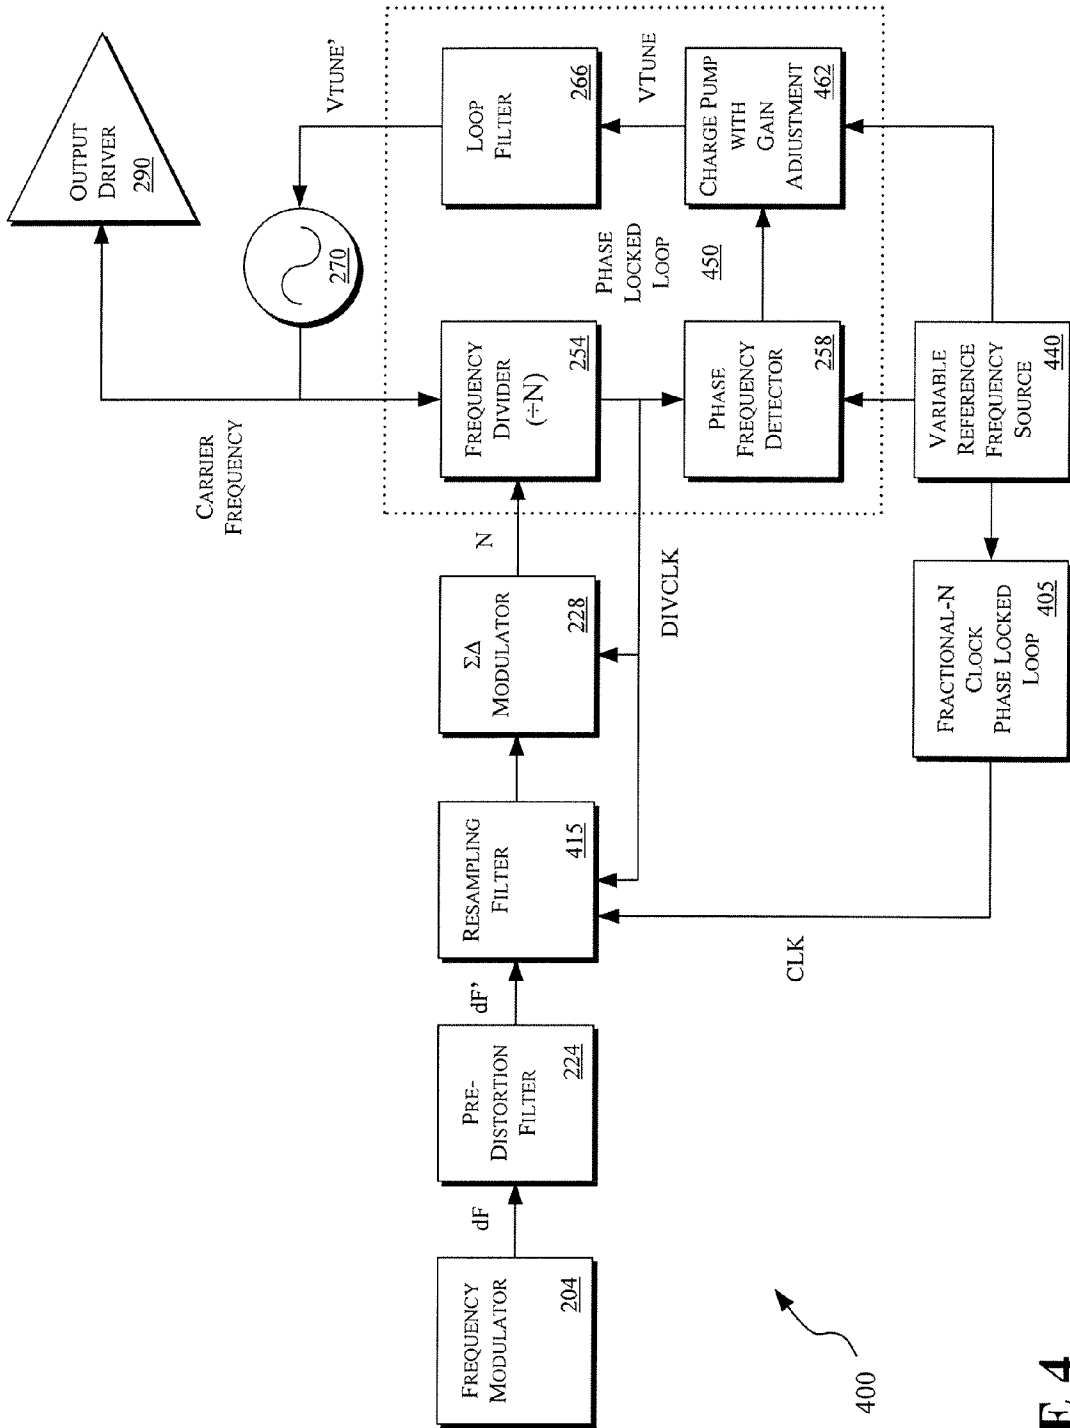 OUTPUT
DRIVER
290
VTUNE'
270
CARRIER
FREQUENCY
LOOP
FILTER
266
VTUNE
CHARGE PUMP
WITH
GAIN
ADJUSTMENT
462
PHASE
LOCKED
LOOP
450
FREQUENCY
DIVIDER
(÷N)
254
PHASE
FREQUENCY
DETECTOR
258
VARIABLE
REFERENCE
FREQUENCY
SOURCE
440
N
DIVCLK
ΣΔ
MODULATOR
228
FRACTIONAL-N
CLOCK
PHASE LOCKED
LOOP
405
RESAMPLING
FILTER
415
CLK
dF'
PRE-
DISTORTION
FILTER
224
dF
FREQUENCY
MODULATOR
204
400
E 4